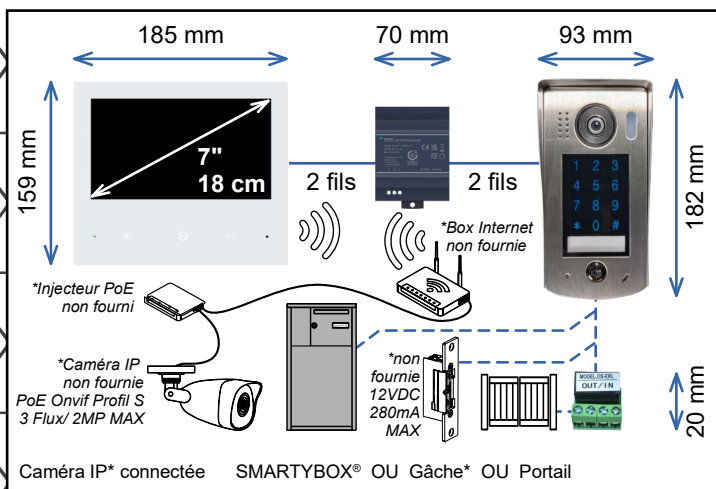 185 mm
70 mm
93 mm
159 mm
7"
18 cm
2 fils
2 fils
182 mm
1 2 3
4 5 6
7 8 9
* 0 #
*Box Internet
non fournie
*Injecteur PoE
non fourni
*Caméra IP
non fournie
PoE Onvif Profil S
3 Flux/ 2MP MAX
*non
fournie
12VDC
280mA
MAX
MODEL:DS-ERL
OUT/IN
20 mm
Caméra IP* connectée SMARTYBOX® OU Gâche* OU Portail